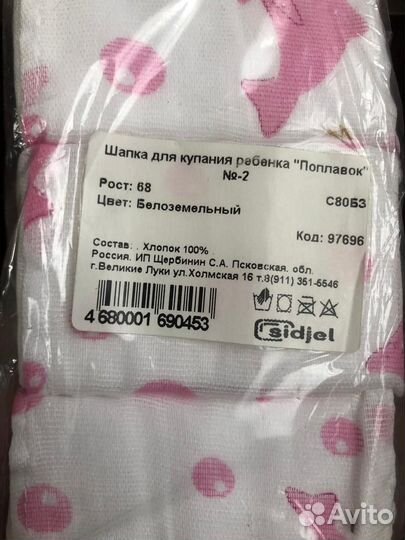 Шапка для купания ребенка "Поплавок"
№-2
Рост: 68
С80БЗ
Цвет: Белоземельный
Код: 97696
Состав: . Хлопок 100% .
Россия. ИП Щербинин С.А. Псковская. обл.
г.Великие Луки ул.Холмская 16 т.8(911) 351-5546
4 680001 690453
sidjel
Avito